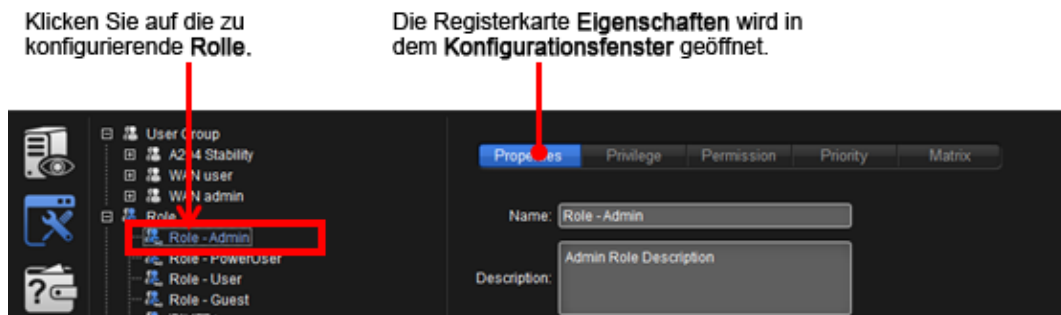 Klicken Sie auf die zu
konfigurierende Rolle.
Die Registerkarte Eigenschaften wird in
dem Konfigurationsfenster geöffnet.
User Group
Stability
WAN user
WAN admin
Role
Role - Admin
Role - PowerUser
Role - User
Role - Guest
Properties
Privilege
Permission
Priority
Matrix
Name:
Role - Admin
Description:
Admin Role Description